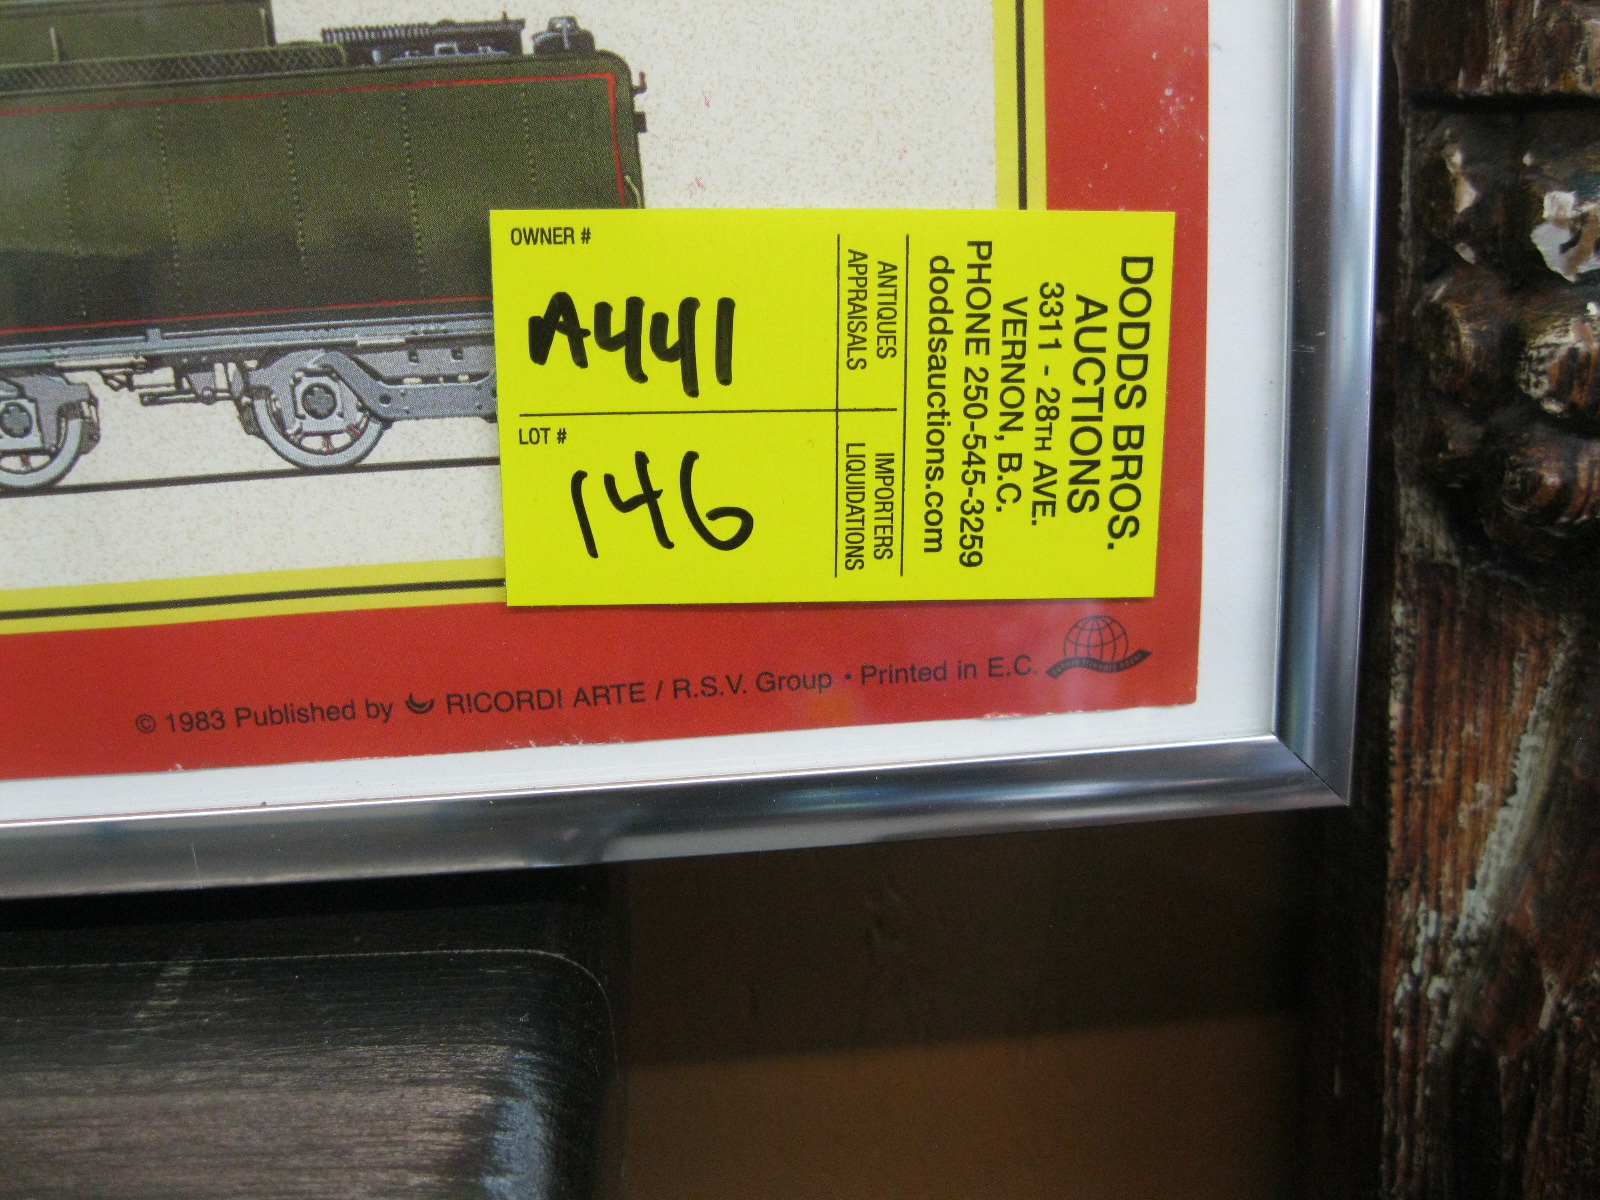 OWNER #
A441
LOT #
146
DODDS BROS.
AUCTIONS
3311 - 28TH AVE.
VERNON, B.C.
PHONE 250-545-3259
doddsauctions.com
ANTIQUES
APPRAISALS
IMPORTERS
LIQUIDATIONS
© 1983 Published by RICORDI ARTE / R.S.V. Group • Printed in E.C.